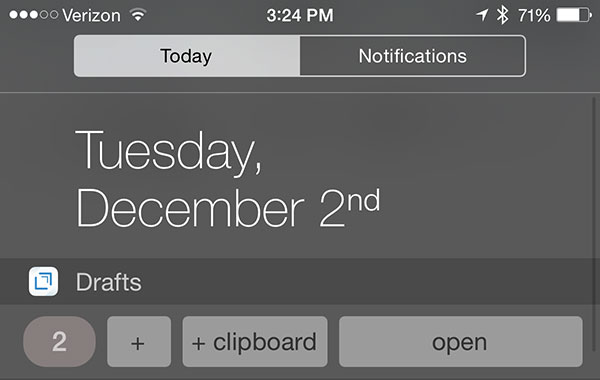 Verizon 3:24 PM 71%
Today Notifications
Tuesday,
December 2nd
Drafts
2 + + clipboard open